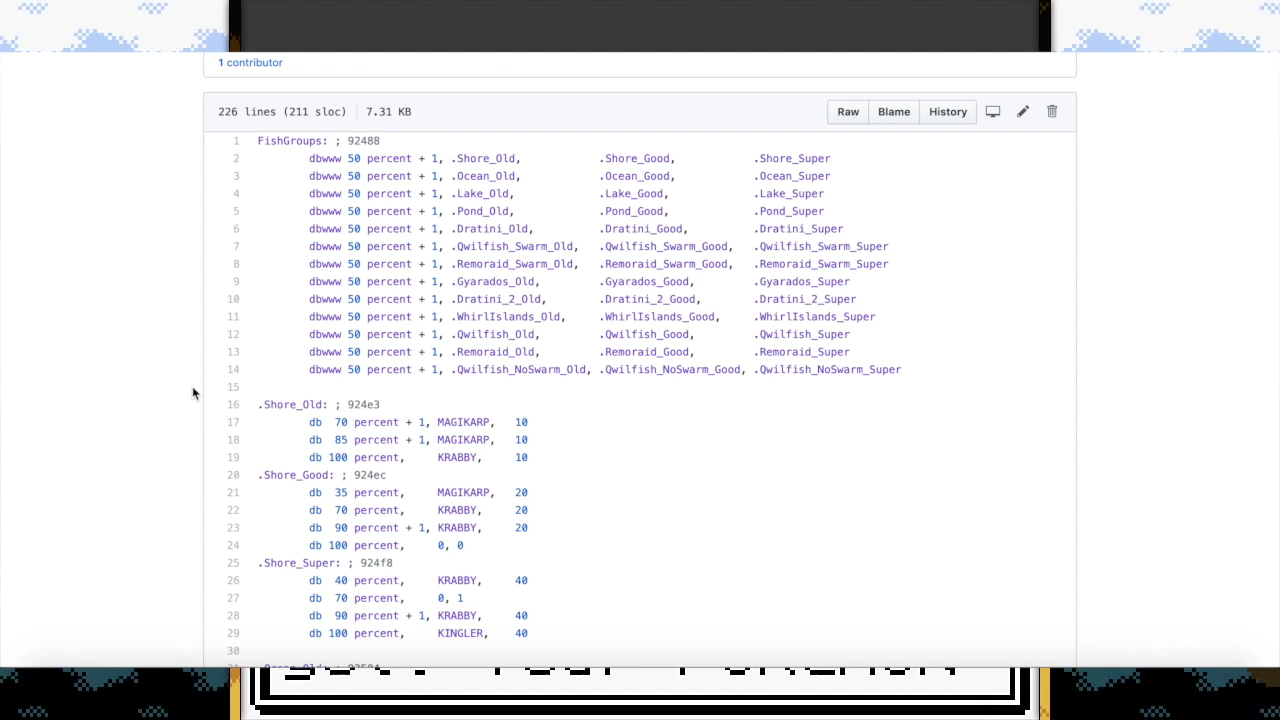 1 contributor
226 lines (211 sloc) 7.31 KB Raw Blame History
1 FishGroups: ; 92488
2 dbwww 50 percent + 1, .Shore_Old, .Shore_Good, .Shore_Super
3 dbwww 50 percent + 1, .Ocean_Old, .Ocean_Good, .Ocean_Super
4 dbwww 50 percent + 1, .Lake_Old, .Lake_Good, .Lake_Super
5 dbwww 50 percent + 1, .Pond_Old, .Pond_Good, .Pond_Super
6 dbwww 50 percent + 1, .Dratini_Old, .Dratini_Good, .Dratini_Super
7 dbwww 50 percent + 1, .Qwilfish_Swarm_Old, .Qwilfish_Swarm_Good, .Qwilfish_Swarm_Super
8 dbwww 50 percent + 1, .Remoraid_Swarm_Old, .Remoraid_Swarm_Good, .Remoraid_Swarm_Super
9 dbwww 50 percent + 1, .Gyarados_Old, .Gyarados_Good, .Gyarados_Super
10 dbwww 50 percent + 1, .Dratini_2_Old, .Dratini_2_Good, .Dratini_2_Super
11 dbwww 50 percent + 1, .WhirlIslands_Old, .WhirlIslands_Good, .WhirlIslands_Super
12 dbwww 50 percent + 1, .Qwilfish_Old, .Qwilfish_Good, .Qwilfish_Super
13 dbwww 50 percent + 1, .Remoraid_Old, .Remoraid_Good, .Remoraid_Super
14 dbwww 50 percent + 1, .Qwilfish_NoSwarm_Old, .Qwilfish_NoSwarm_Good, .Qwilfish_NoSwarm_Super
15
16 .Shore_Old: ; 924e3
17 db 70 percent + 1, MAGIKARP, 10
18 db 85 percent + 1, MAGIKARP, 10
19 db 100 percent, KRABBY, 10
20 .Shore_Good: ; 924ec
21 db 35 percent, MAGIKARP, 20
22 db 70 percent, KRABBY, 20
23 db 90 percent + 1, KRABBY, 20
24 db 100 percent, 0, 0
25 .Shore_Super: ; 924f8
26 db 40 percent, KRABBY, 40
27 db 70 percent, 0, 1
28 db 90 percent + 1, KRABBY, 40
29 db 100 percent, KINGLER, 40
30